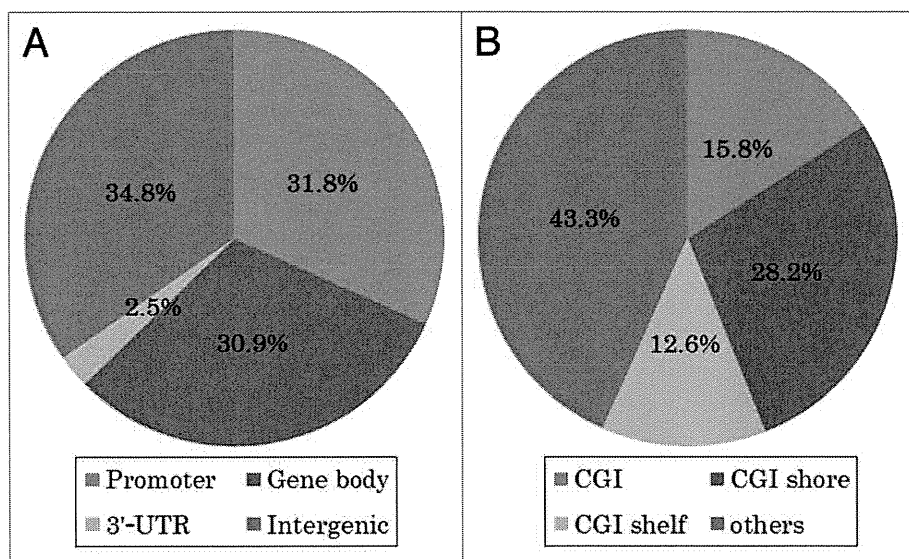 A
34.8%
31.8%
2.5%
30.9%
Promoter
Gene body
3'-UTR
Intergenic
B
15.8%
43.3%
28.2%
12.6%
CGI
CGI shore
CGI shelf
others